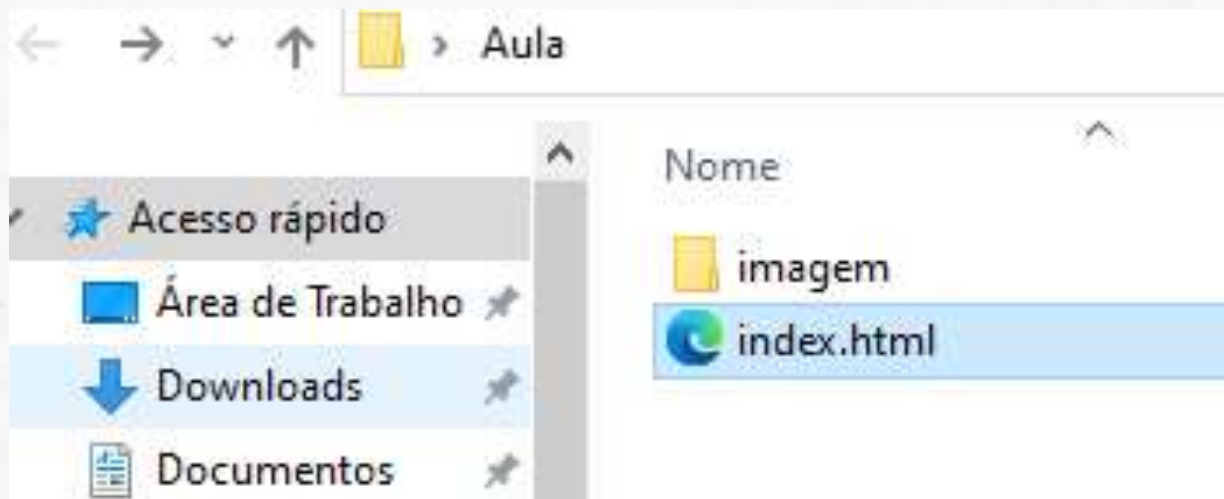 Aula
Nome
Acesso rápido
imagem
Área de Trabalho
index.html
Downloads
Documentos